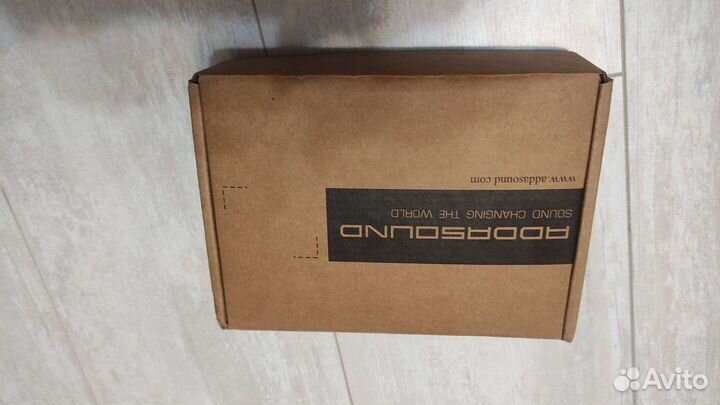 ADDASOUND
SOUND CHANGING THE WORLD
www.addasound.com
Avito